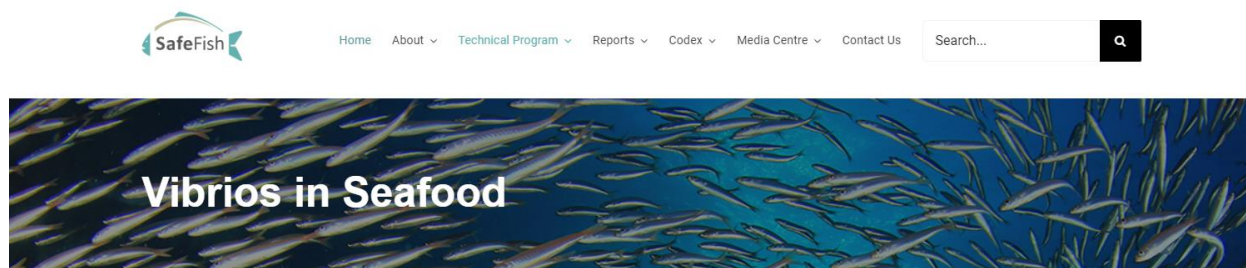 SafeFish
Home About Technical Program Reports Codex Media Centre Contact Us Search...
Vibrios in Seafood